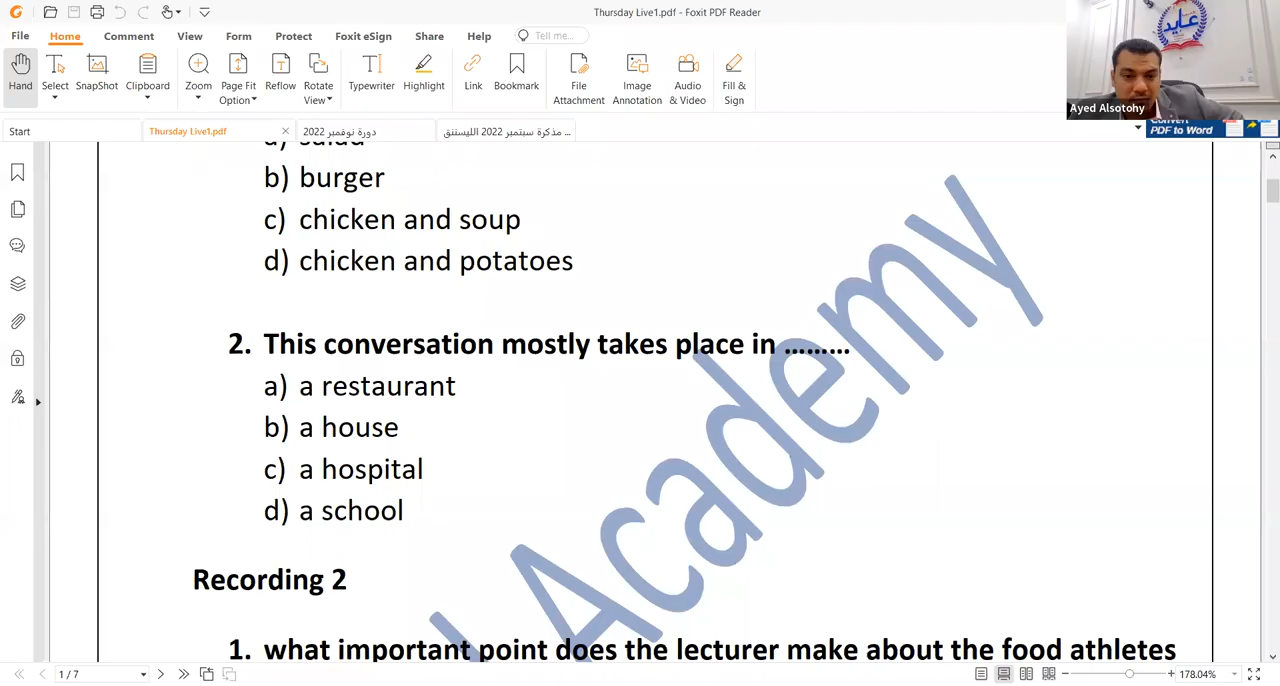 Thursday Live1.pdf - Foxit PDF Reader
File Home Comment View Form Protect Foxit eSign Share Help Tell me...
Hand Select SnapShot Clipboard Zoom Page Fit Option Reflow Rotate View Typewriter Highlight Link Bookmark File Attachment Image Annotation Audio & Video Fill & Sign
عايد
Ayed Alsotohy
Start Thursday Live1.pdf دورة نوفمبر 2022 مذكرة سبتمبر 2022 الليسننق ...
Convert
PDF to Word
a) salad
b) burger
c) chicken and soup
d) chicken and potatoes
2. This conversation mostly takes place in .........
a) a restaurant
b) a house
c) a hospital
d) a school
Recording 2
1. what important point does the lecturer make about the food athletes
Academy
1 / 7
178.04%